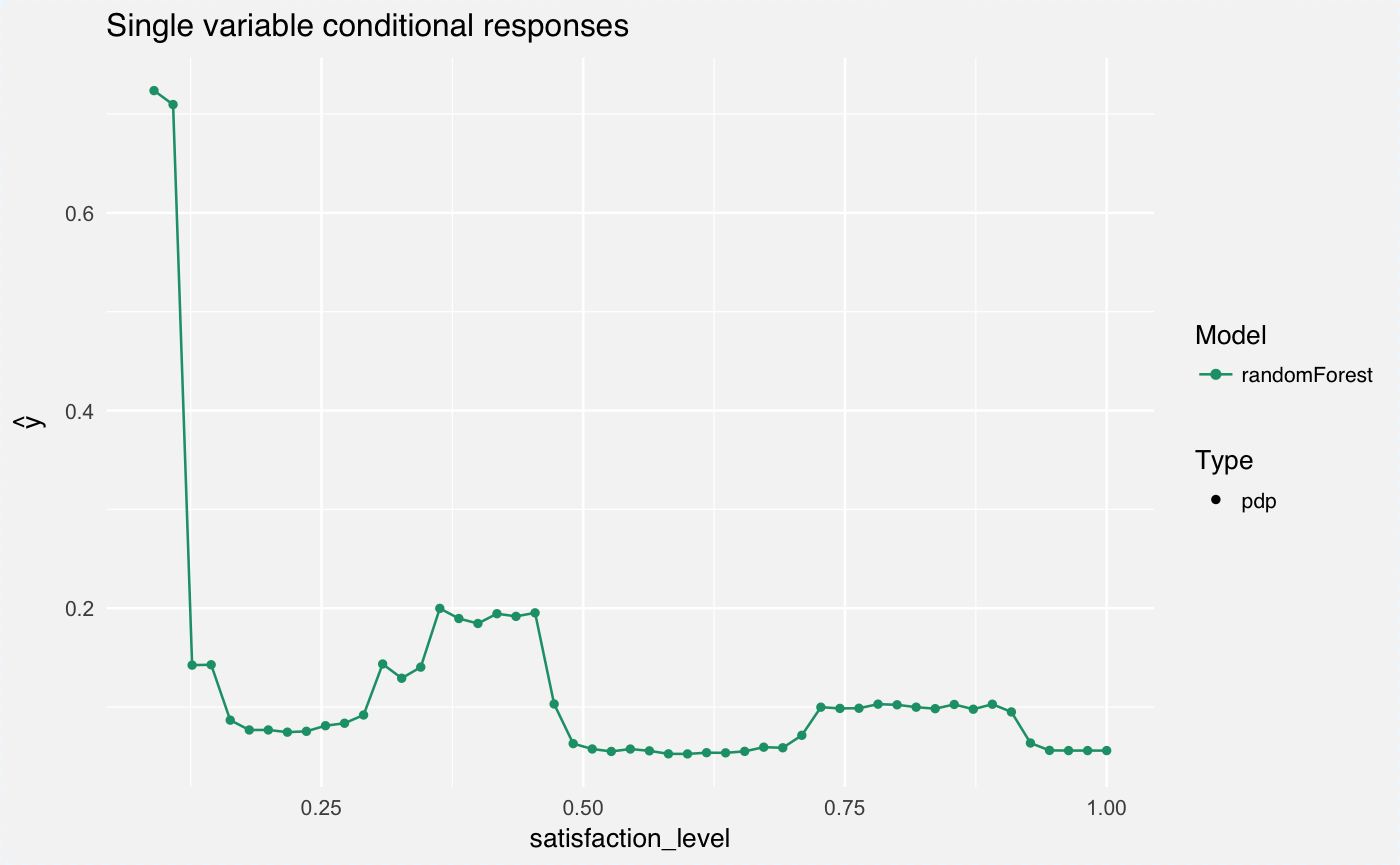 Single variable conditional responses
0.6
0.4
0.2
ŷ
0.25 0.50 0.75 1.00
satisfaction_level
Model
randomForest
Type
pdp